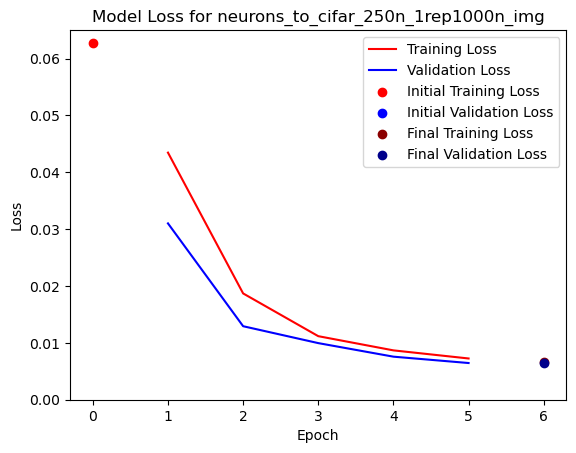 Model Loss for neurons_to_cifar_250n_1rep1000n_img
Training Loss
Validation Loss
Initial Training Loss
Initial Validation Loss
Final Training Loss
Final Validation Loss
Loss
0.06
0.05
0.04
0.03
0.02
0.01
0.00
0 1 2 3 4 5 6
Epoch